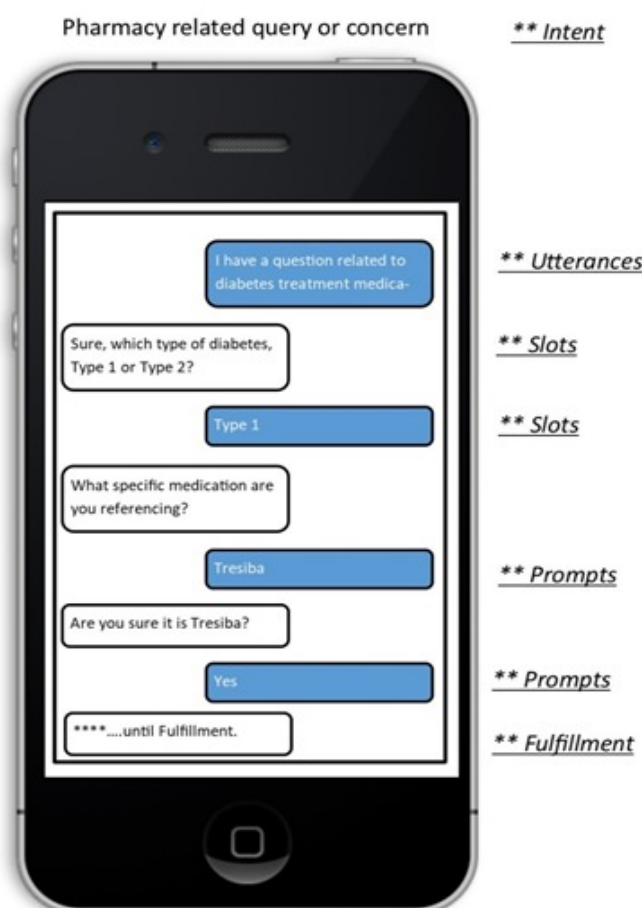 Pharmacy related query or concern ** Intent
I have a question related to
diabetes treatment medica-
** Utterances
Sure, which type of diabetes,
Type 1 or Type 2?
** Slots
Type 1 ** Slots
What specific medication are
you referencing?
Tresiba ** Prompts
Are you sure it is Tresiba?
Yes ** Prompts
****....until Fulfillment. ** Fulfillment